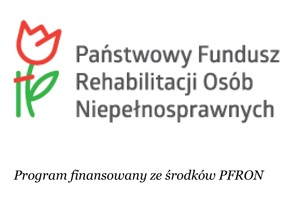 Państwowy Fundusz
Rehabilitacji Osób
Niepełnosprawnych
Program finansowany ze środków PFRON